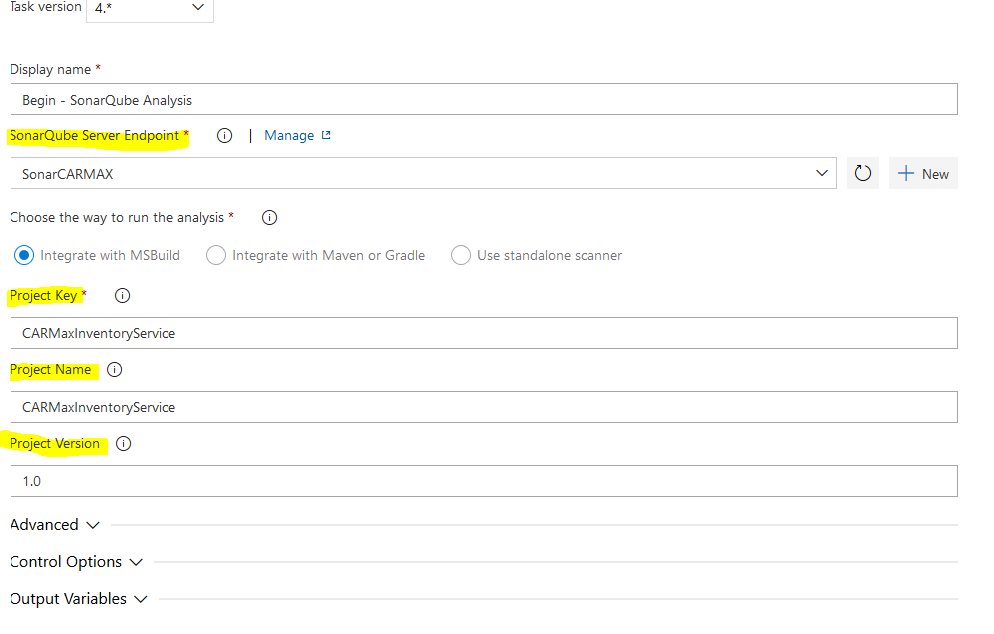 Task version 4.*
Display name *
Begin - SonarQube Analysis
SonarQube Server Endpoint * | Manage
SonarCARMAX New
Choose the way to run the analysis *
Integrate with MSBuild Integrate with Maven or Gradle Use standalone scanner
Project Key *
CARMaxInventoryService
Project Name
CARMaxInventoryService
Project Version
1.0
Advanced
Control Options
Output Variables